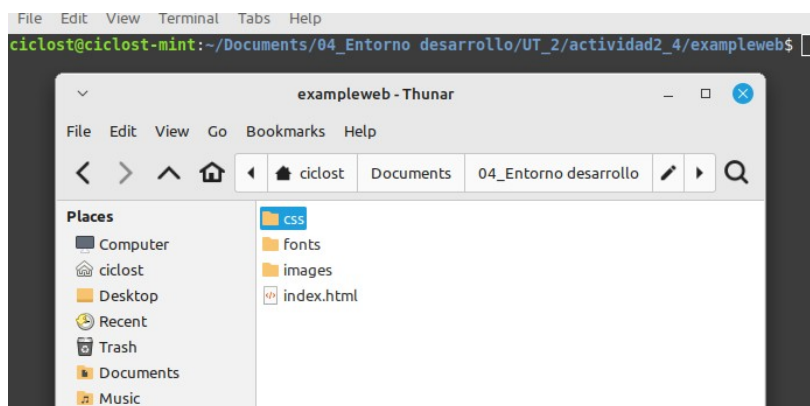 File Edit View Terminal Tabs Help
ciclost@ciclost-mint:~/Documents/04_Entorno desarrollo/UT_2/actividad2_4/exampleweb$
exampleweb - Thunar
File Edit View Go Bookmarks Help
ciclost Documents 04_Entorno desarrollo
Places
Computer
ciclost
Desktop
Recent
Trash
Documents
Music
css
fonts
images
index.html